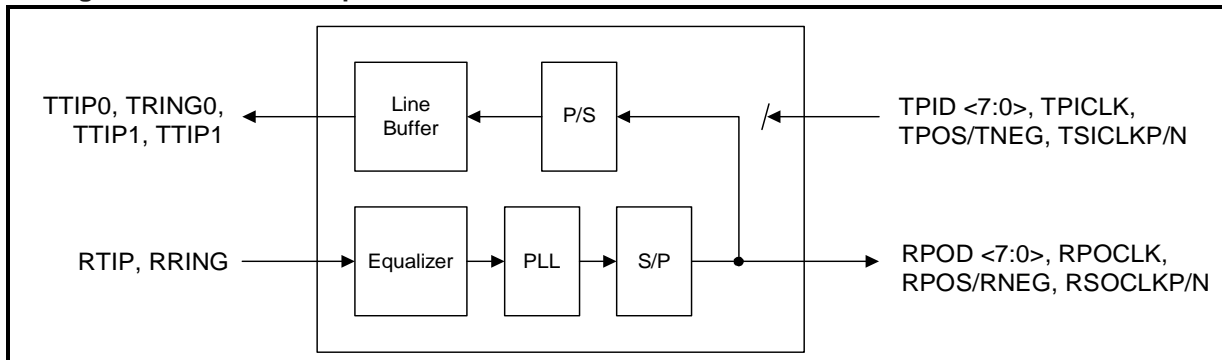 TTIP0, TRING0,
TTIP1, TTIP1
Line
Buffer
P/S
TPID <7:0>, TPICLK,
TPOS/TNEG, TSICLKP/N
RTIP, RRING
Equalizer
PLL
S/P
RPOD <7:0>, RPOCLK,
RPOS/RNEG, RSOCLKP/N